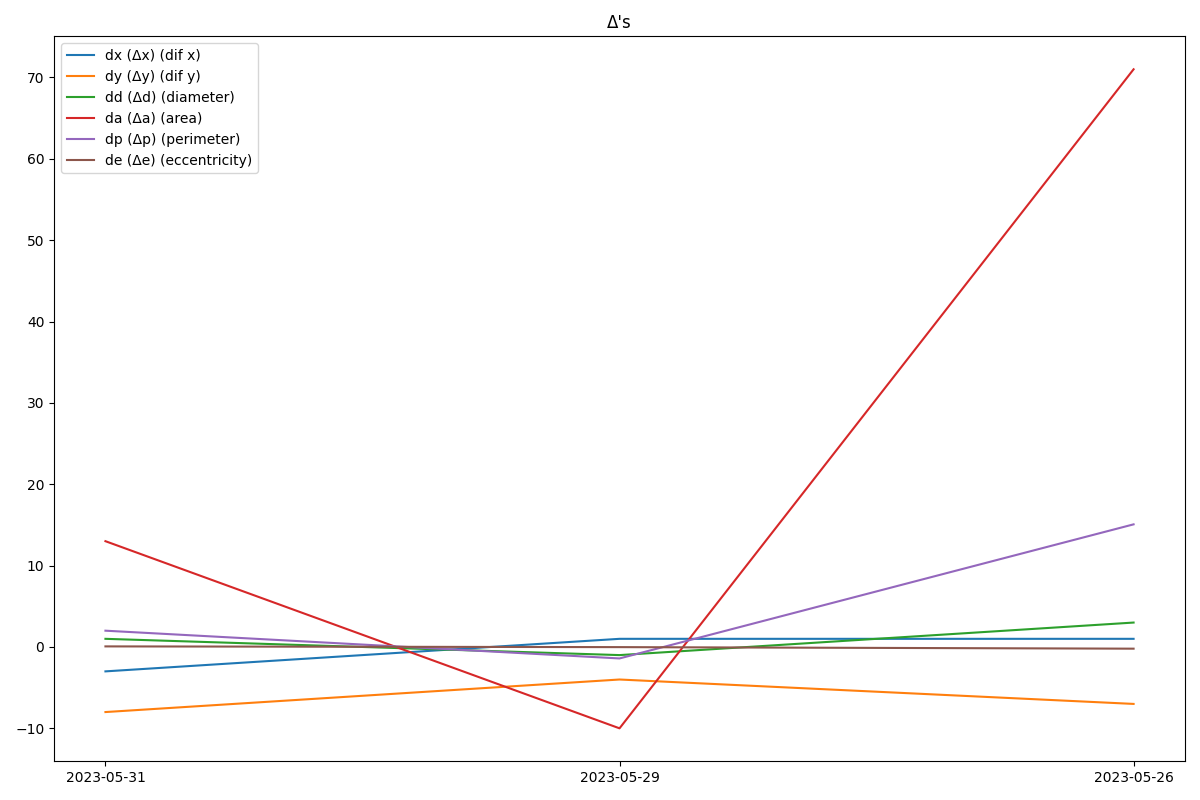 Δ's
dx (Δx) (dif x)
dy (Δy) (dif y)
dd (Δd) (diameter)
da (Δa) (area)
dp (Δp) (perimeter)
de (Δe) (eccentricity)
70
60
50
40
30
20
10
0
−10
2023-05-31 2023-05-29 2023-05-26